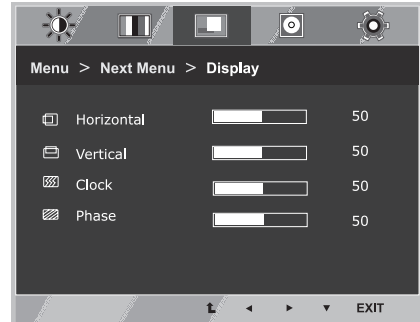 Menu > Next Menu > Display
Horizontal 50
Vertical 50
Clock 50
Phase 50
EXIT